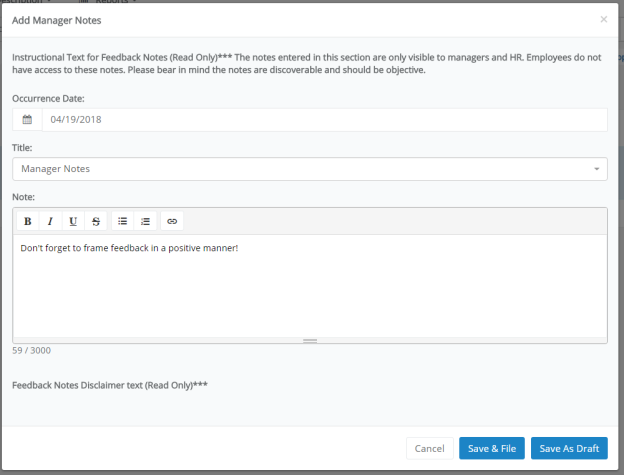 Reports
Add Manager Notes
×
Instructional Text for Feedback Notes (Read Only)*** The notes entered in this section are only visible to managers and HR. Employees do not
have access to these notes. Please bear in mind the notes are discoverable and should be objective.
Occurrence Date:
04/19/2018
Title:
Manager Notes
Note:
B I U S
Don't forget to frame feedback in a positive manner!
59 / 3000
Feedback Notes Disclaimer text (Read Only)***
Cancel Save & File Save As Draft